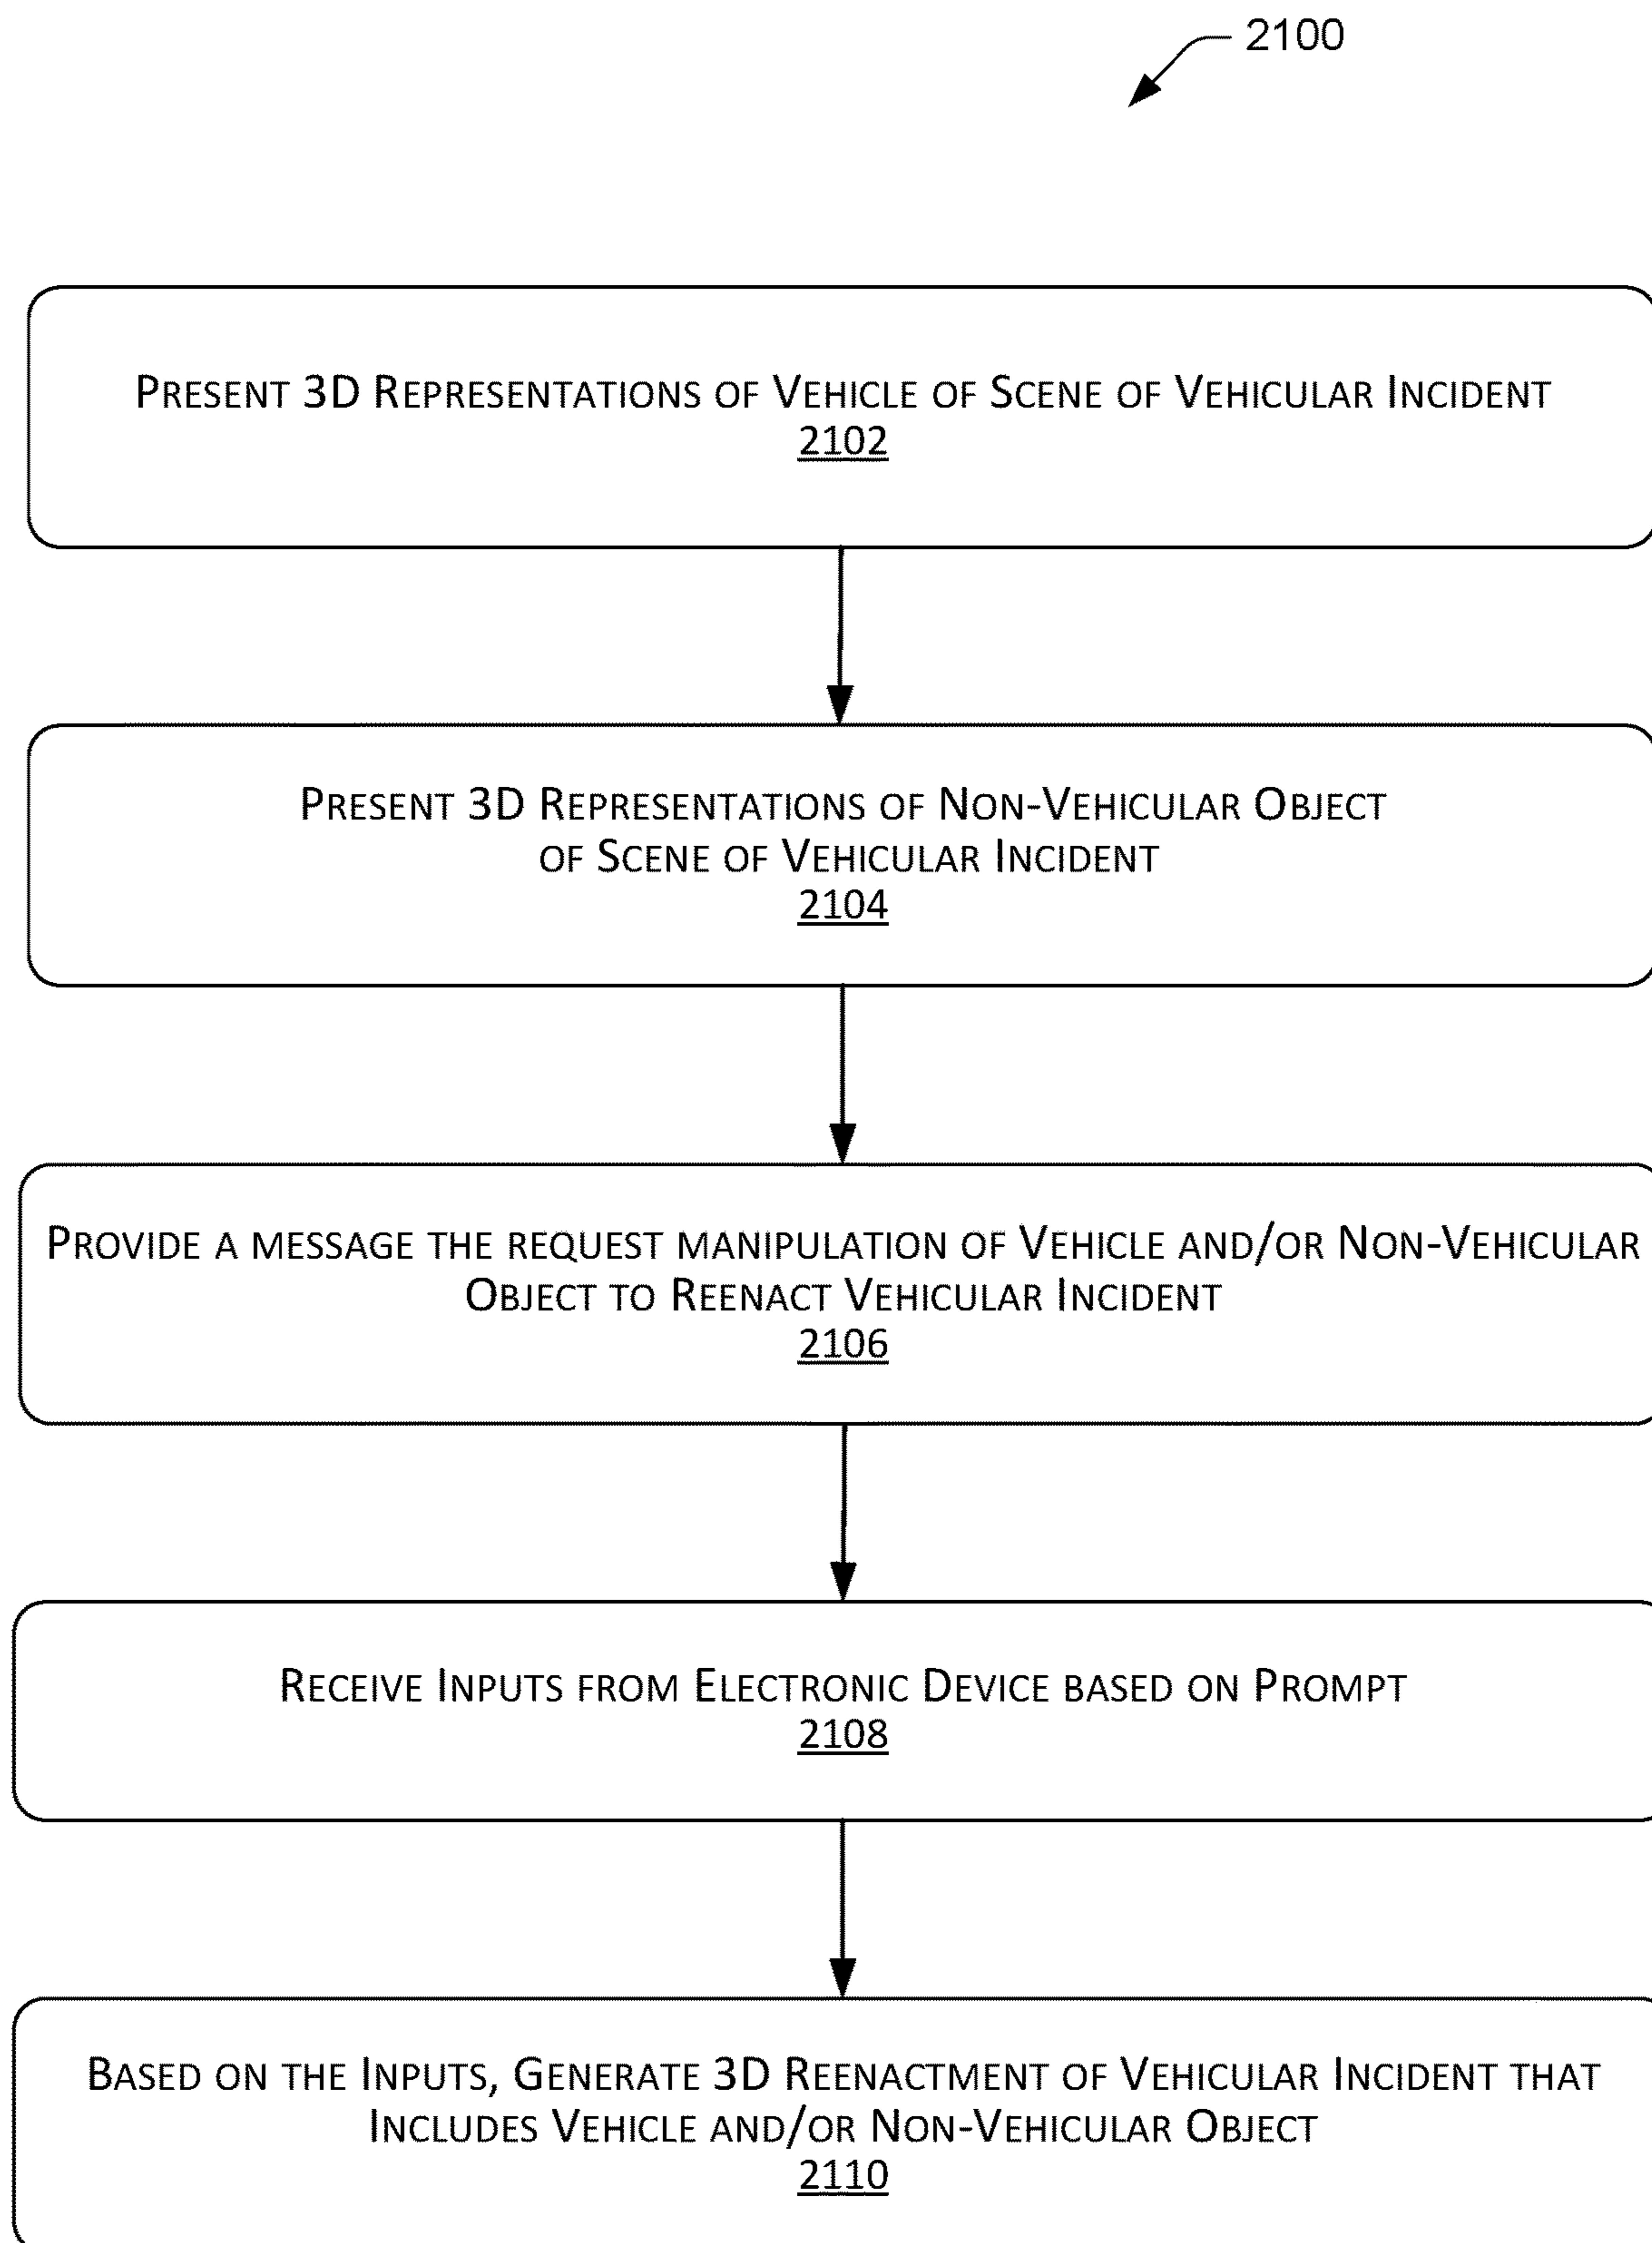 2100
Present 3D Representations of Vehicle of Scene of Vehicular Incident
2102
Present 3D Representations of Non-Vehicular Object
of Scene of Vehicular Incident
2104
Provide a message the request manipulation of Vehicle and/or Non-Vehicular
Object to Reenact Vehicular Incident
2106
Receive Inputs from Electronic Device based on Prompt
2108
Based on the Inputs, Generate 3D Reenactment of Vehicular Incident that
Includes Vehicle and/or Non-Vehicular Object
2110